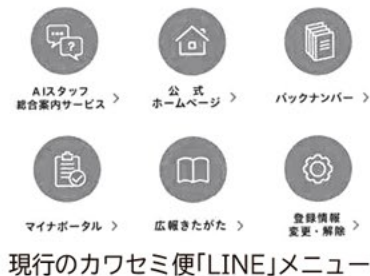 AIスタッフ
総合案内サービス >
公式
ホームページ >
バックナンバー >
マイナポータル >
広報きたがた >
登録情報
変更・解除 >
現行のカワセミ便「LINE」メニュー